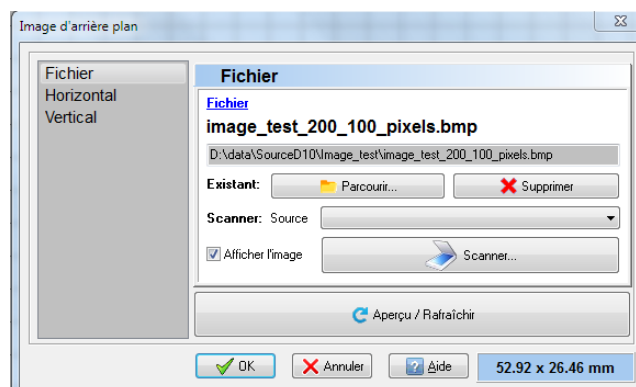 Image d'arrière plan
Fichier
Horizontal
Vertical
Fichier
Fichier
image_test_200_100_pixels.bmp
D:\data\SourceD10\Image_test\image_test_200_100_pixels.bmp
Existant: Parcourir... Supprimer
Scanner: Source
Afficher l'image Scanner...
Aperçu / Rafraîchir
OK Annuler ? Aide 52.92 x 26.46 mm